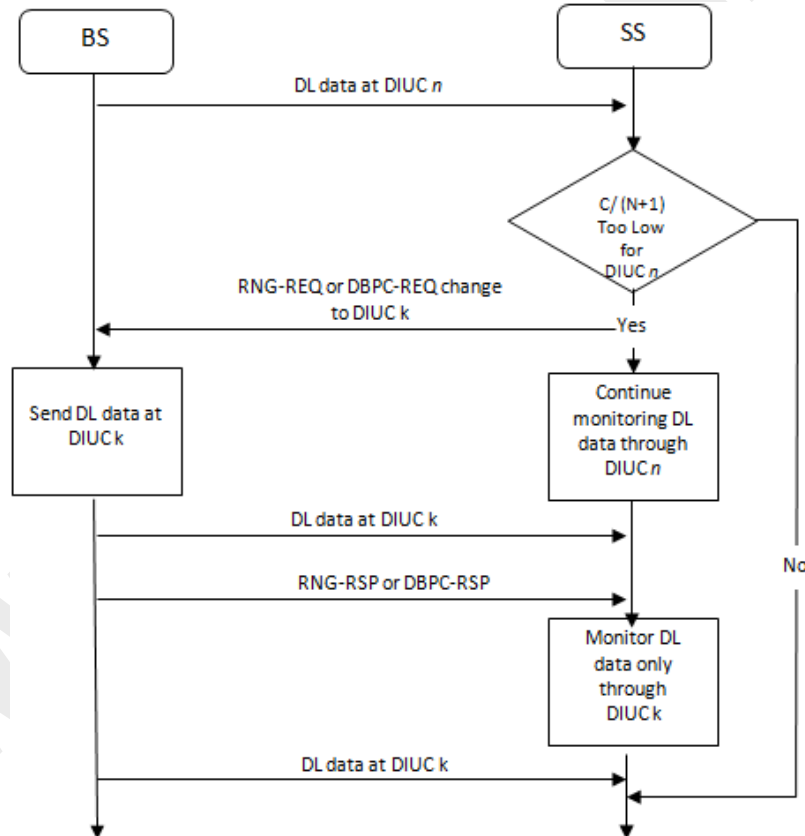 BS
SS
DL data at DIUC n
C/(N+1)
Too Low
for
DIUC n
RNG-REQ or DBPC-REQ change
to DIUC k
Yes
Send DL data at
DIUC k
Continue
monitoring DL
data through
DIUC n
DL data at DIUC k
No
RNG-RSP or DBPC-RSP
Monitor DL
data only
through
DIUC k
DL data at DIUC k